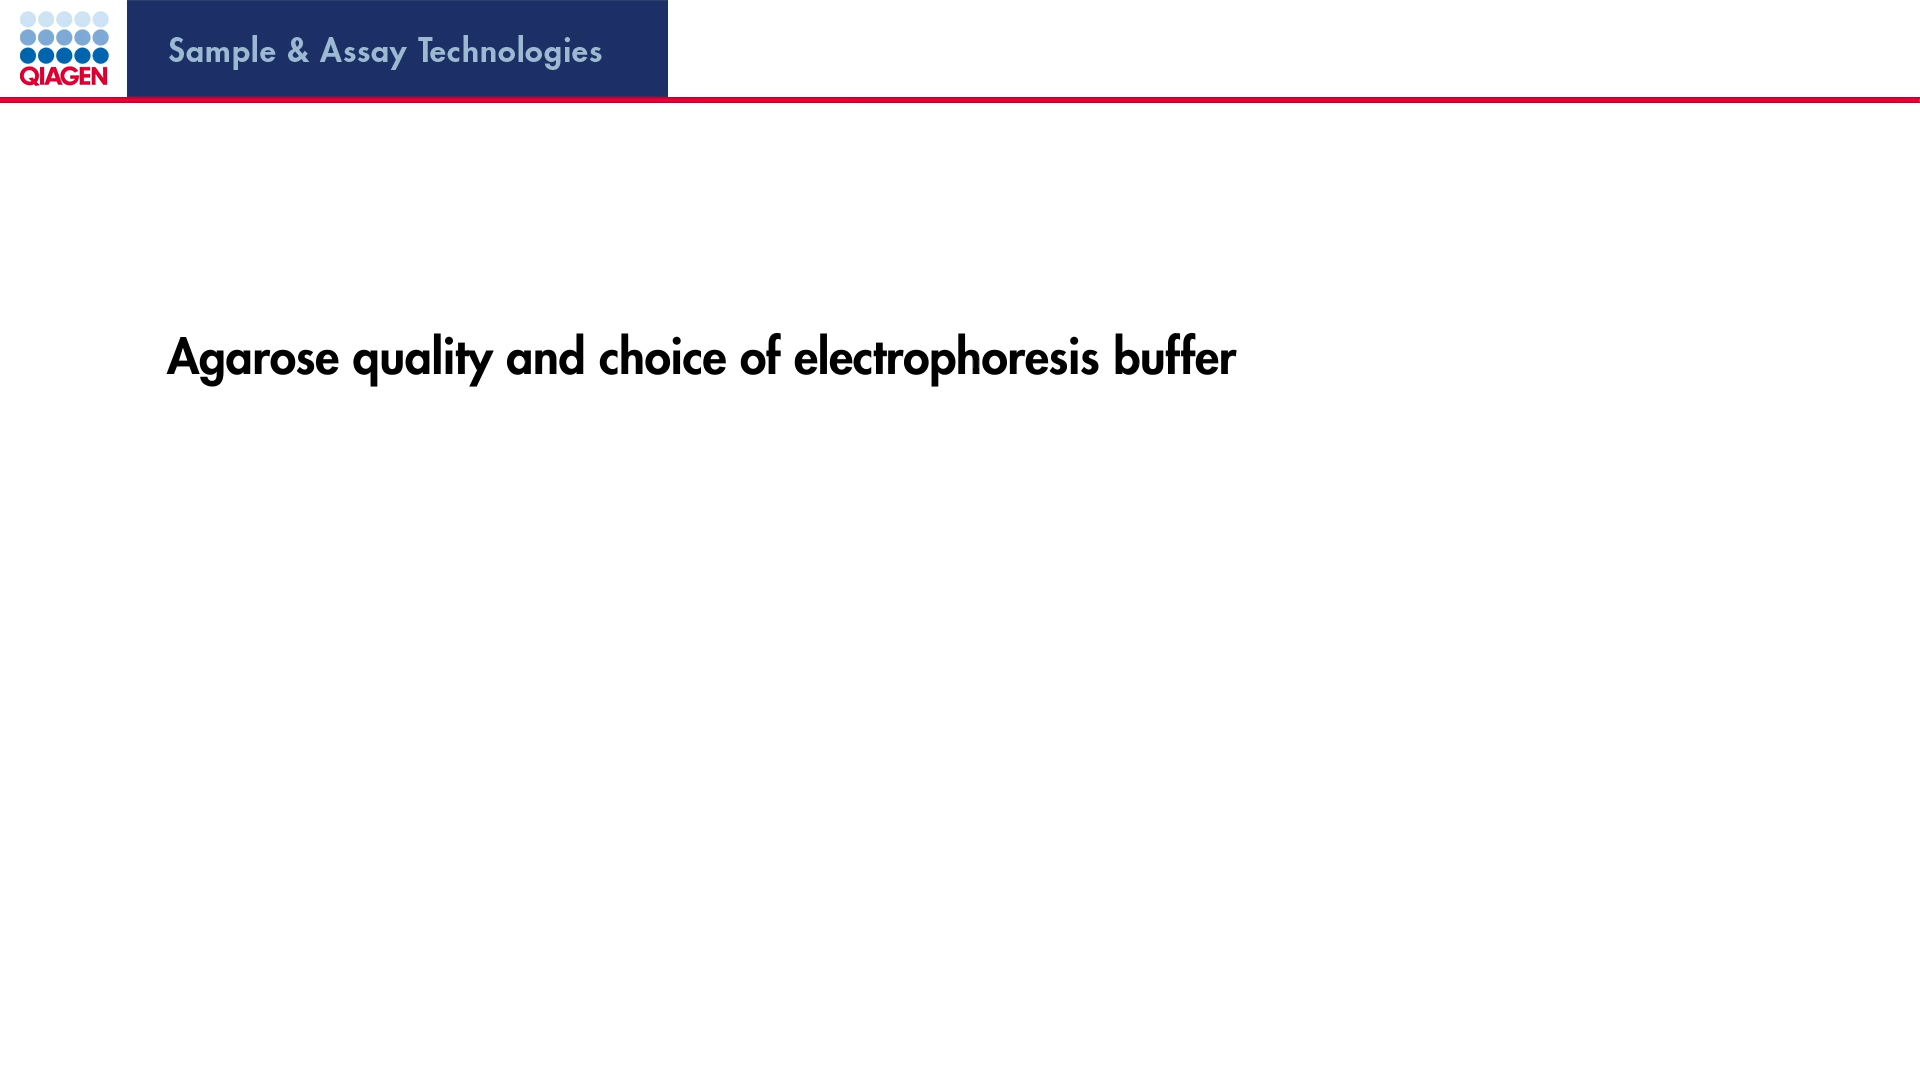 QIAGEN
Sample & Assay Technologies
Agarose quality and choice of electrophoresis buffer